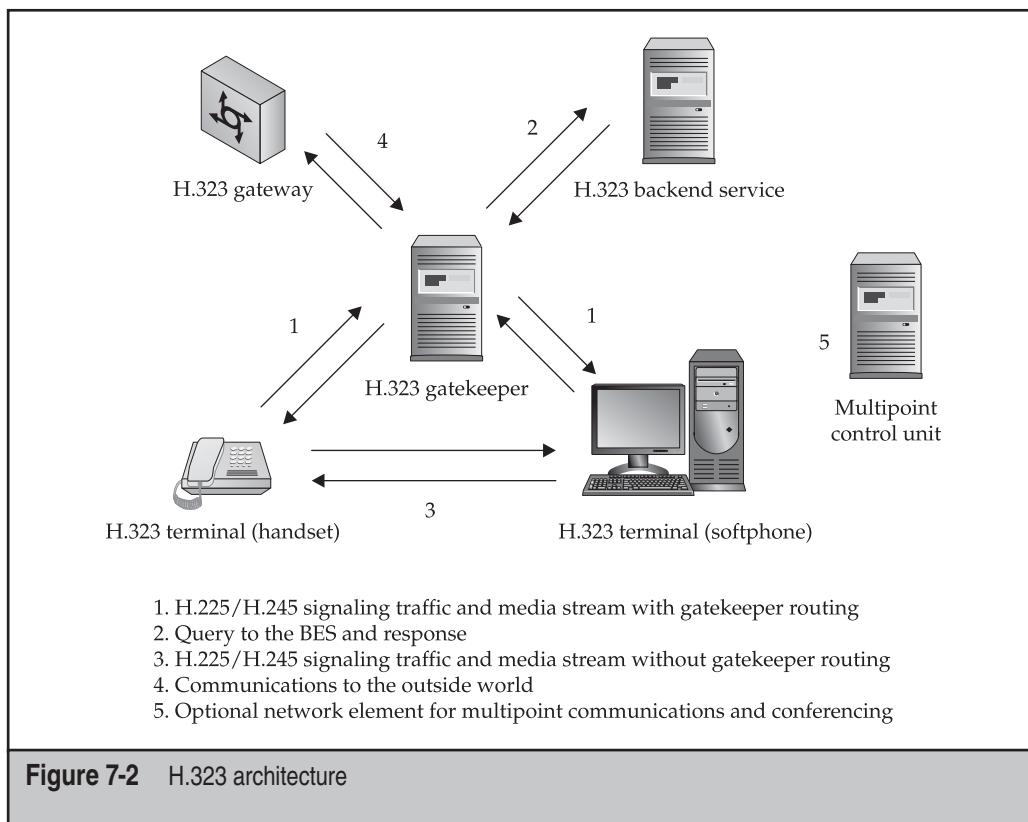 4
2
H.323 gateway
H.323 backend service
1
1
5
H.323 gatekeeper
Multipoint
control unit
3
H.323 terminal (handset)
H.323 terminal (softphone)
1. H.225/H.245 signaling traffic and media stream with gatekeeper routing
2. Query to the BES and response
3. H.225/H.245 signaling traffic and media stream without gatekeeper routing
4. Communications to the outside world
5. Optional network element for multipoint communications and conferencing
Figure 7-2 H.323 architecture